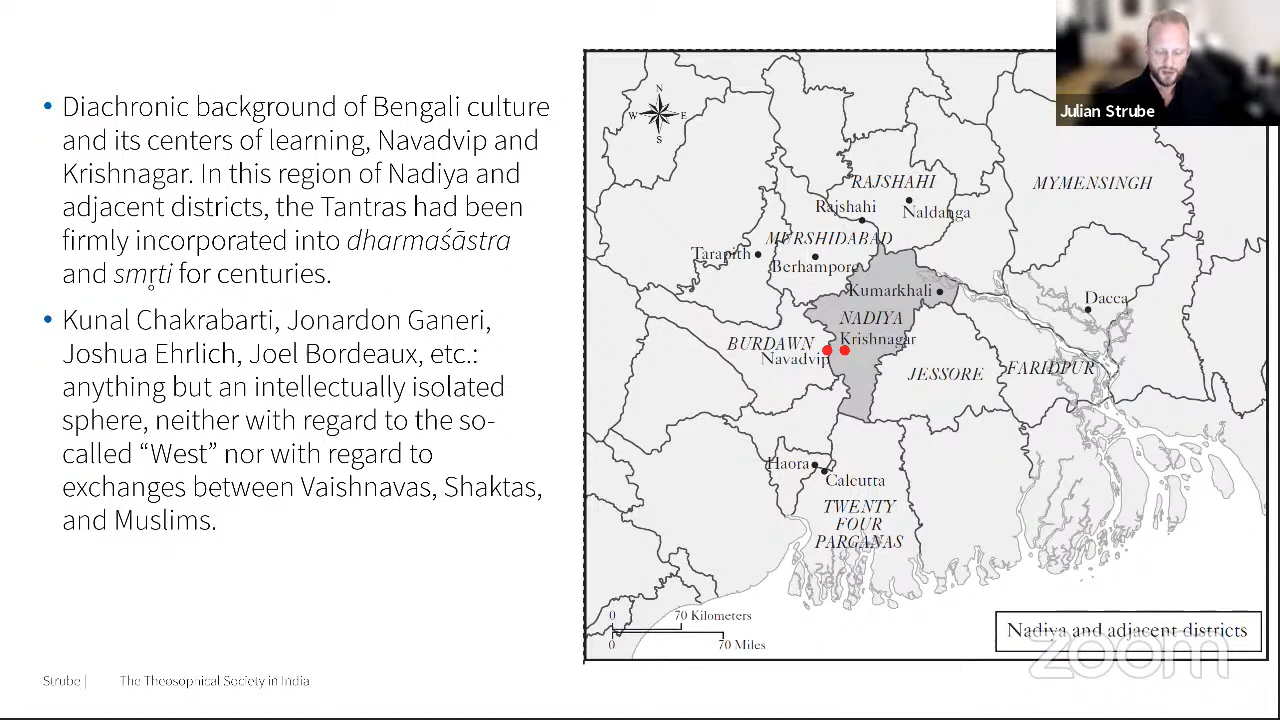 • Diachronic background of Bengali culture
and its centers of learning, Navadvip and
Krishnagar. In this region of Nadiya and
adjacent districts, the Tantras had been
firmly incorporated into dharmaśāstra
and smṛti for centuries.
• Kunal Chakrabarti, Jonardon Ganeri,
Joshua Ehrlich, Joel Bordeaux, etc.:
anything but an intellectually isolated
sphere, neither with regard to the so-
called “West” nor with regard to
exchanges between Vaishnavas, Shaktas,
and Muslims.
Julian Strube
N
W E
S
RAJSHAHI
MYMENSINGH
Rajshahi
Naldanga
MURSHIDABAD
Tarapith
Berhampore
Kumarkhali
Dacca
NADIYA
BURDAWN
Krishnagar
Navadvip
JESSORE
FARIDPUR
Haora
Calcutta
TWENTY
FOUR
PARGANAS
0 70 Kilometers
0 70 Miles
Nadiya and adjacent districts
zoom
Strube | The Theosophical Society in India